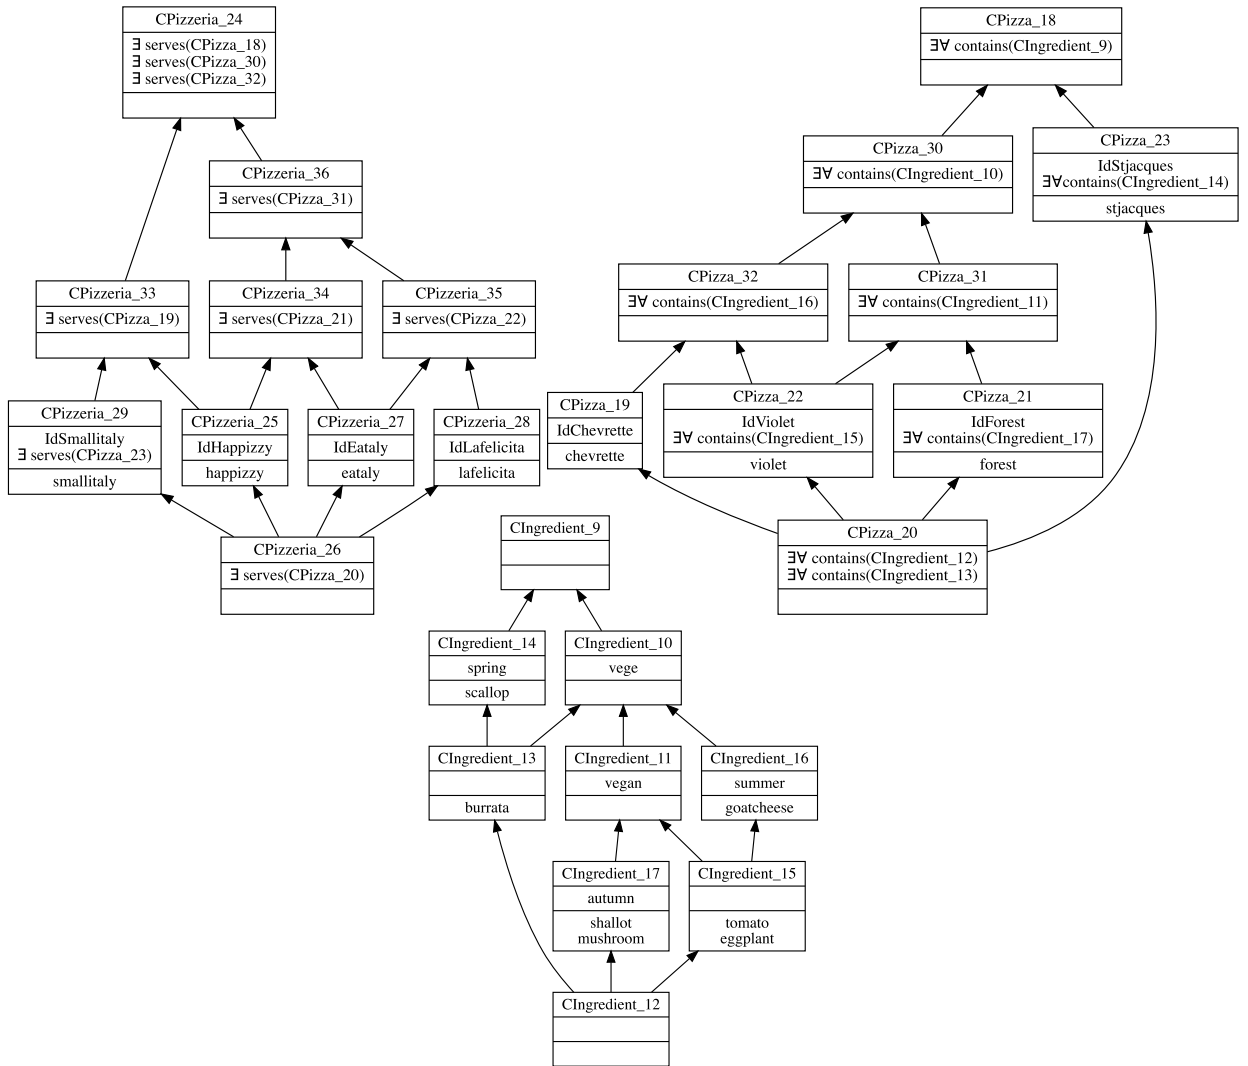 CPizzeria_24
∃ serves(CPizza_18)
∃ serves(CPizza_30)
∃ serves(CPizza_32)
CPizzeria_36
∃ serves(CPizza_31)
CPizzeria_33
∃ serves(CPizza_19)
CPizzeria_34
∃ serves(CPizza_21)
CPizzeria_35
∃ serves(CPizza_22)
CPizzeria_29
IdSmallitaly
∃ serves(CPizza_23)
smallitaly
CPizzeria_25
IdHappizzy
happizzy
CPizzeria_27
IdEataly
eataly
CPizzeria_28
IdLafelicita
lafelicita
CPizzeria_26
∃ serves(CPizza_20)
CPizza_18
∃∀ contains(CIngredient_9)
CPizza_30
∃∀ contains(CIngredient_10)
CPizza_23
IdStjacques
∃∀contains(CIngredient_14)
stjacques
CPizza_32
∃∀ contains(CIngredient_16)
CPizza_31
∃∀ contains(CIngredient_11)
CPizza_19
IdChevrette
chevrette
CPizza_22
IdViolet
∃∀ contains(CIngredient_15)
violet
CPizza_21
IdForest
∃∀ contains(CIngredient_17)
forest
CPizza_20
∃∀ contains(CIngredient_12)
∃∀ contains(CIngredient_13)
CIngredient_9
CIngredient_14
spring
scallop
CIngredient_10
vege
CIngredient_13
burrata
CIngredient_11
vegan
CIngredient_16
summer
goatcheese
CIngredient_17
autumn
shallot
mushroom
CIngredient_15
tomato
eggplant
CIngredient_12